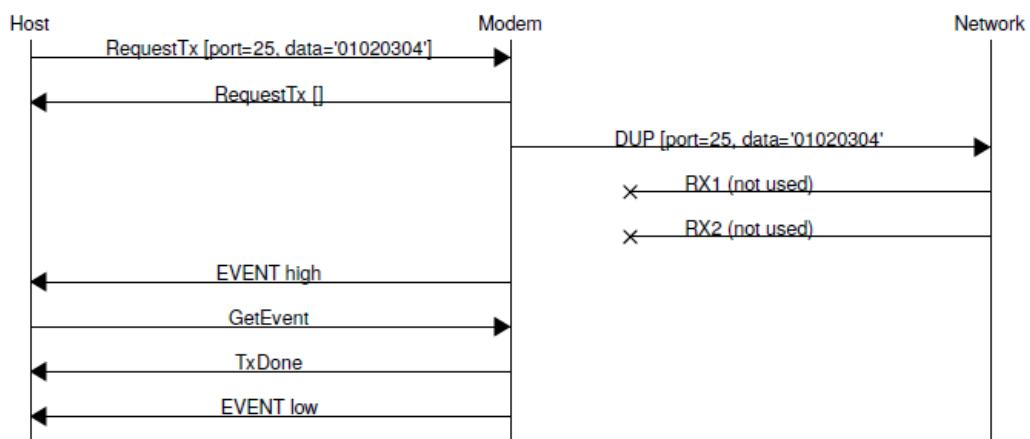 Host Modem Network
RequestTx [port=25, data='01020304']
RequestTx []
DUP [port=25, data='01020304'
RX1 (not used)
RX2 (not used)
EVENT high
GetEvent
TxDone
EVENT low